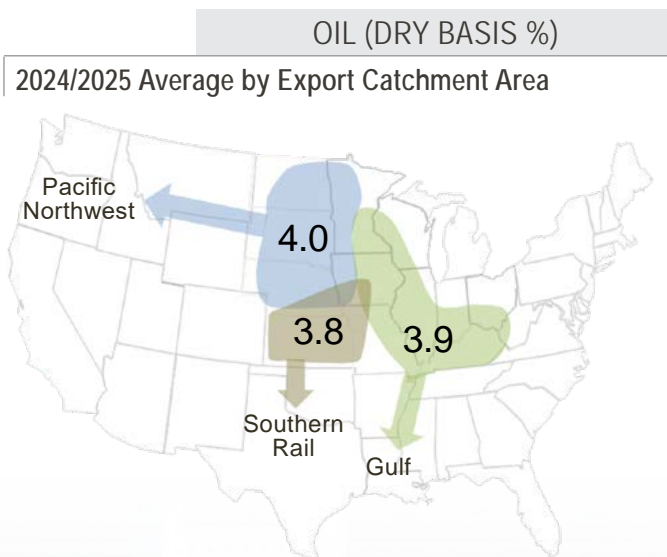 OIL (DRY BASIS %)
2024/2025 Average by Export Catchment Area
Pacific
Northwest
4.0
3.8
3.9
Southern
Rail
Gulf